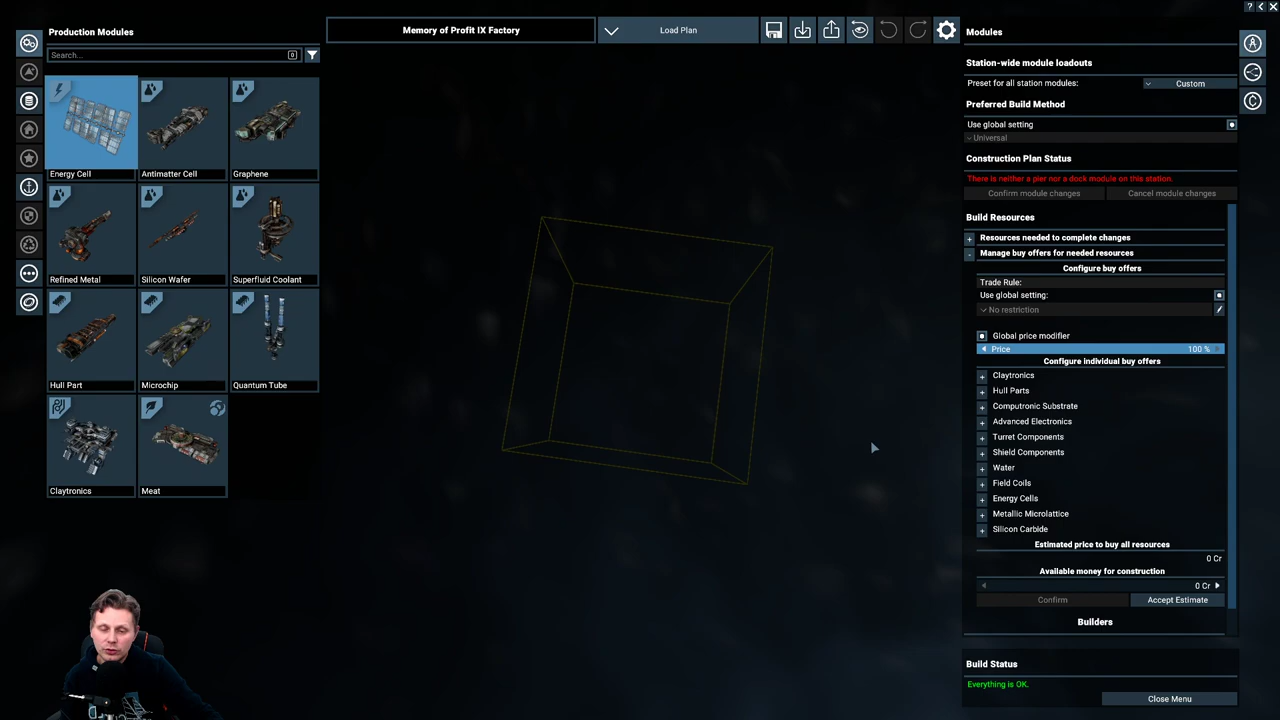 Production Modules
Memory of Profit IX Factory
Load Plan
Modules
Search...
Station-wide module loadouts
Preset for all station modules:
Custom
Preferred Build Method
Use global setting
Universal
Construction Plan Status
There is neither a pier nor a dock module on this station.
Confirm module changes
Cancel module changes
Energy Cell
Antimatter Cell
Graphene
Refined Metal
Silicon Wafer
Superfluid Coolant
Hull Part
Microchip
Quantum Tube
Claytronics
Meat
Build Resources
+ Resources needed to complete changes
- Manage buy offers for needed resources
Configure buy offers
Trade Rule:
Use global setting:
No restriction
Global price modifier
Price
100 %
Configure individual buy offers
+ Claytronics
+ Hull Parts
+ Computronic Substrate
+ Advanced Electronics
+ Turret Components
+ Shield Components
+ Water
+ Field Coils
+ Energy Cells
+ Metallic Microlattice
+ Silicon Carbide
Estimated price to buy all resources
0 Cr
Available money for construction
0 Cr
Confirm
Accept Estimate
Builders
Build Status
Everything is OK.
Close Menu